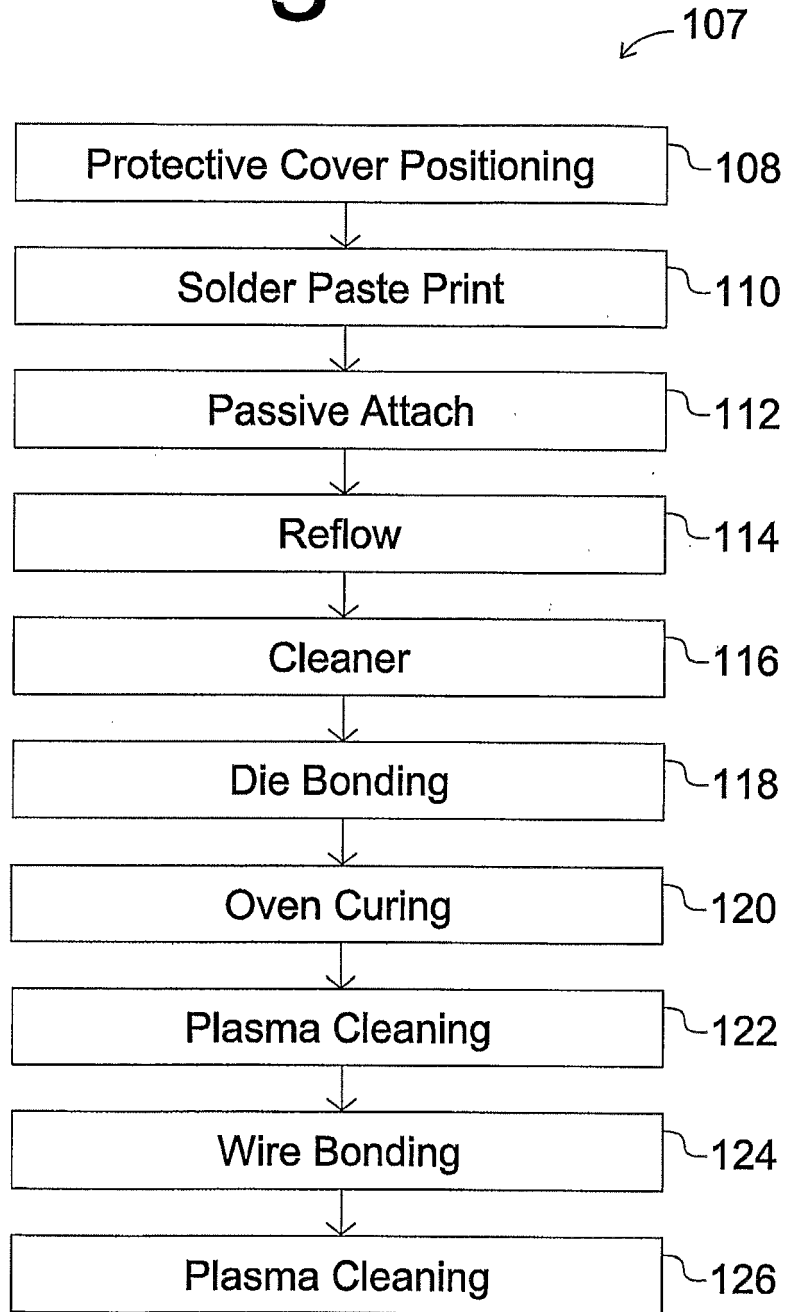 107
Protective Cover Positioning 108
Solder Paste Print 110
Passive Attach 112
Reflow 114
Cleaner 116
Die Bonding 118
Oven Curing 120
Plasma Cleaning 122
Wire Bonding 124
Plasma Cleaning 126